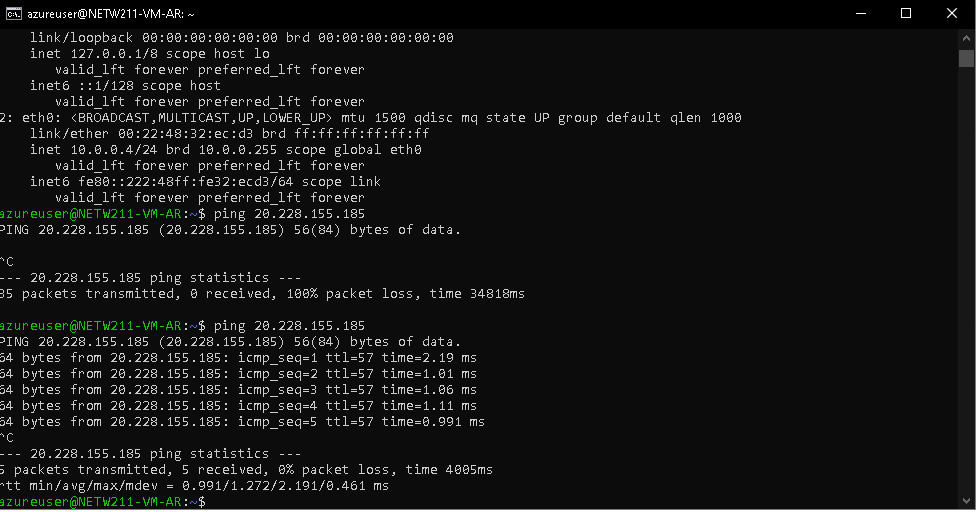 azureuser@NETW211-VM-AR: ~
link/loopback 00:00:00:00:00:00 brd 00:00:00:00:00:00
inet 127.0.0.1/8 scope host lo
valid_lft forever preferred_lft forever
inet6 ::1/128 scope host
valid_lft forever preferred_lft forever
2: eth0: <BROADCAST,MULTICAST,UP,LOWER_UP> mtu 1500 qdisc mq state UP group default qlen 1000
link/ether 00:22:48:32:ec:d3 brd ff:ff:ff:ff:ff:ff
inet 10.0.0.4/24 brd 10.0.0.255 scope global eth0
valid_lft forever preferred_lft forever
inet6 fe80::222:48ff:fe32:ecd3/64 scope link
valid_lft forever preferred_lft forever
azureuser@NETW211-VM-AR:~$ ping 20.228.155.185
PING 20.228.155.185 (20.228.155.185) 56(84) bytes of data.
^C
--- 20.228.155.185 ping statistics ---
35 packets transmitted, 0 received, 100% packet loss, time 34818ms
azureuser@NETW211-VM-AR:~$ ping 20.228.155.185
PING 20.228.155.185 (20.228.155.185) 56(84) bytes of data.
64 bytes from 20.228.155.185: icmp_seq=1 ttl=57 time=2.19 ms
64 bytes from 20.228.155.185: icmp_seq=2 ttl=57 time=1.01 ms
64 bytes from 20.228.155.185: icmp_seq=3 ttl=57 time=1.06 ms
64 bytes from 20.228.155.185: icmp_seq=4 ttl=57 time=1.11 ms
64 bytes from 20.228.155.185: icmp_seq=5 ttl=57 time=0.991 ms
^C
--- 20.228.155.185 ping statistics ---
5 packets transmitted, 5 received, 0% packet loss, time 4005ms
rtt min/avg/max/mdev = 0.991/1.272/2.191/0.461 ms
azureuser@NETW211-VM-AR:~$